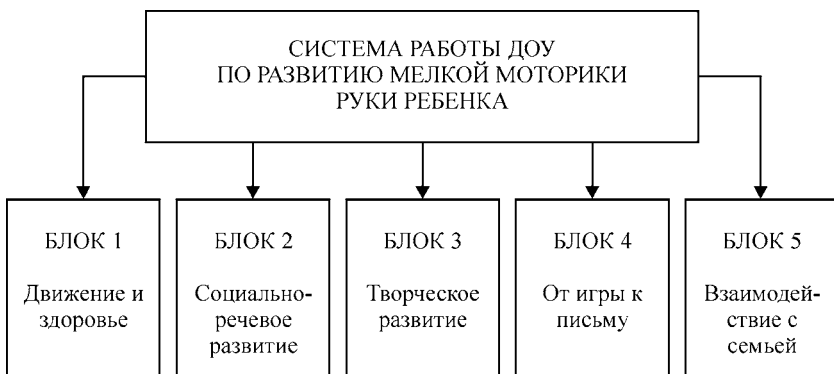 СИСТЕМА РАБОТЫ ДОУ
ПО РАЗВИТИЮ МЕЛКОЙ МОТОРИКИ
РУКИ РЕБЕНКА
БЛОК 1
Движение и
здоровье
БЛОК 2
Социально-
речевое
развитие
БЛОК 3
Творческое
развитие
БЛОК 4
От игры к
письму
БЛОК 5
Взаимодей-
ствие с
семьей